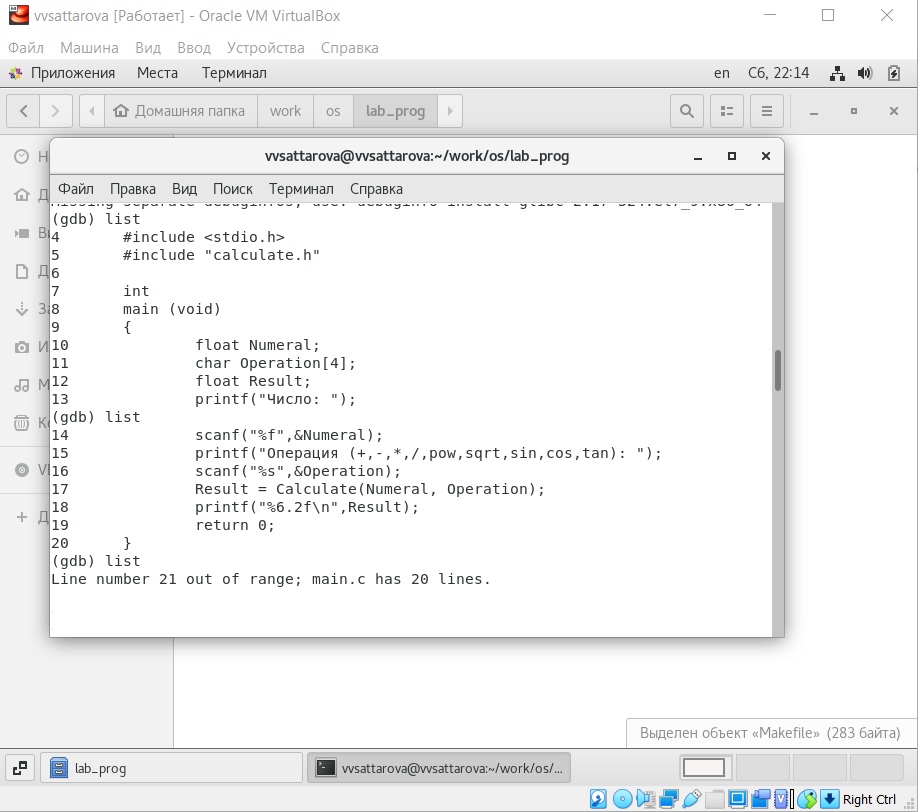 vvsattarova [Работает] - Oracle VM VirtualBox
Файл Машина Вид Ввод Устройства Справка
Приложения Места Терминал en Сб, 22:14
Домашняя папка work os lab_prog
vvsattarova@vvsattarova:~/work/os/lab_prog
Файл Правка Вид Поиск Терминал Справка
(gdb) list
4 #include <stdio.h>
5 #include "calculate.h"
6
7 int
8 main (void)
9 {
10 float Numeral;
11 char Operation[4];
12 float Result;
13 printf("Число: ");
(gdb) list
14 scanf("%f",&Numeral);
15 printf("Операция (+,-,*,/,pow,sqrt,sin,cos,tan): ");
16 scanf("%s",&Operation);
17 Result = Calculate(Numeral, Operation);
18 printf("%6.2f\n",Result);
19 return 0;
20 }
(gdb) list
Line number 21 out of range; main.c has 20 lines.
Выделен объект «Makefile» (283 байта)
lab_prog vvsattarova@vvsattarova:~/work/os/...
Right Ctrl